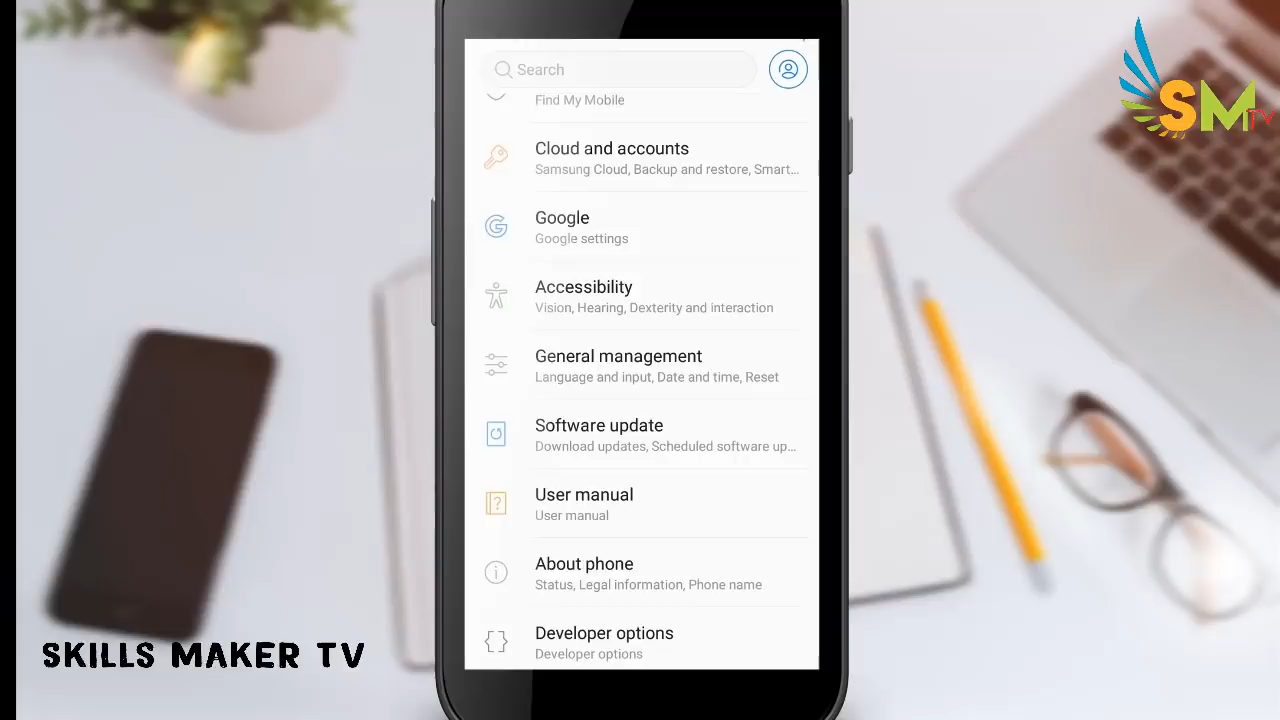 Search
Find My Mobile
Cloud and accounts
Samsung Cloud, Backup and restore, Smart...
Google
Google settings
Accessibility
Vision, Hearing, Dexterity and interaction
General management
Language and input, Date and time, Reset
Software update
Download updates, Scheduled software up...
User manual
User manual
About phone
Status, Legal information, Phone name
Developer options
Developer options
SMTV
SKILLS MAKER TV